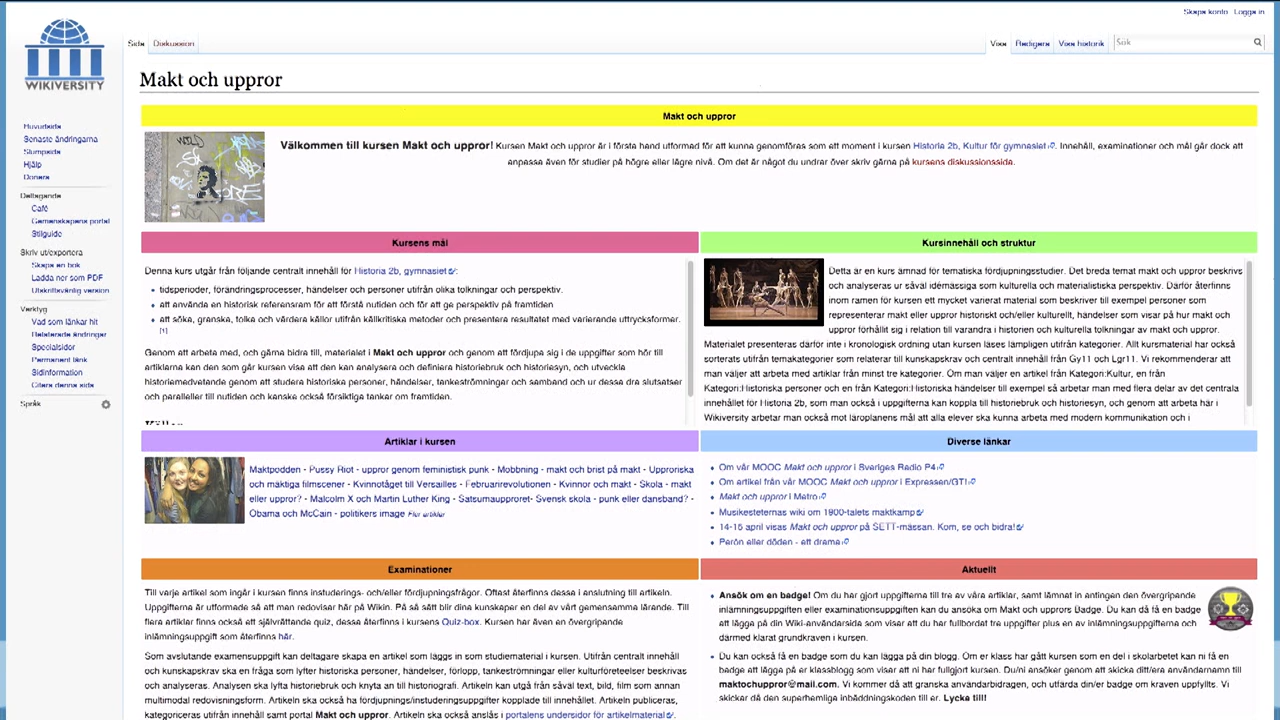 Skapa konto Logga in
WIKIVERSITY
Sida Diskussion Visa Redigera Visa historik Sök
Makt och uppror
Huvudsida
Senaste ändringarna
Slumpsida
Hjälp
Donera
Deltagande
Café
Gemenskapens portal
Stilguide
Skriv ut/exportera
Skapa en bok
Ladda ner som PDF
Utskriftsvänlig version
Verktyg
Vad som länkar hit
Relaterade ändringar
Specialsidor
Permanent länk
Sidinformation
Citera denna sida
Språk
Makt och uppror
Välkommen till kursen Makt och uppror! Kursen Makt och uppror är i första hand utformad för att kunna genomföras som ett moment i kursen Historia 2b, Kultur för gymnasiet. Innehåll, examinationer och mål går dock att
anpassa även för studier på högre eller lägre nivå. Om det är något du undrar över skriv gärna på kursens diskussionssida.
Kursens mål
Denna kurs utgår från följande centralt innehåll för Historia 2b, gymnasiet:
tidsperioder, förändringsprocesser, händelser och personer utifrån olika tolkningar och perspektiv.
att använda en historisk referensram för att förstå nutiden och för att ge perspektiv på framtiden
att söka, granska, tolka och värdera källor utifrån källkritiska metoder och presentera resultatet med varierande uttrycksformer.
[1]
Genom att arbeta med, och gärna bidra till, materialet i Makt och uppror och genom att fördjupa sig i de uppgifter som hör till
artiklarna kan den som går kursen visa att den kan analysera och definiera historiebruk och historiesyn, och utveckla
historiemedvetande genom att studera historiska personer, händelser, tankeströmningar och samband och ur dessa dra slutsatser
och paralleller till nutiden och kanske också försiktiga tankar om framtiden.
Kursinnehåll och struktur
Detta är en kurs ämnad för tematiska fördjupningsstudier. Det breda temat makt och uppror beskrivs
och analyseras ur såväl idémässiga som kulturella och materialistiska perspektiv. Därför återfinns
inom ramen för kursen ett mycket varierat material som beskriver till exempel personer som
representerar makt eller uppror historiskt och/eller kulturellt, händelser som visar på hur makt och
uppror förhållit sig i relation till varandra i historien och kulturella tolkningar av makt och uppror.
Materialet presenteras därför inte i kronologisk ordning utan kursen läses lämpligen utifrån kategorier. Allt kursmaterial har också
sorterats utifrån temakategorier som relaterar till kunskapskrav och centralt innehåll från Gy11 och Lgr11. Vi rekommenderar att
man väljer att arbeta med artiklar från minst tre kategorier. Om man väljer en artikel från Kategori:Kultur, en från
Kategori:Historiska personer och en från Kategori:Historiska händelser till exempel så arbetar man med flera delar av det centrala
innehållet för Historia 2b, som man också i uppgifterna kan koppla till historiebruk och historiesyn, och genom att arbeta här i
Wikiversity arbetar man också mot läroplanens mål att alla elever ska kunna arbeta med modern kommunikation och i
Artiklar i kursen
Maktpodden - Pussy Riot - uppror genom feministisk punk - Mobbning - makt och brist på makt - Upproriska
och mäktiga filmscener - Kvinnotåget till Versailles - Februarirevolutionen - Kvinnor och makt - Skola - makt
eller uppror? - Malcolm X och Martin Luther King - Satsumaupproret- Svensk skola - punk eller dansband? -
Obama och McCain - politikers image Fler artiklar
Diverse länkar
Om vår MOOC Makt och uppror i Sveriges Radio P4
Om artikel från vår MOOC Makt och uppror i Expressen/GT!
Makt och uppror i Metro
Musikesteternas wiki om 1800-talets maktkamp
14-15 april visas Makt och uppror på SETT-mässan. Kom, se och bidra!
Perón eller döden - ett drama
Examinationer
Till varje artikel som ingår i kursen finns instuderings- och/eller fördjupningsfrågor. Oftast återfinns dessa i anslutning till artikeln.
Uppgifterna är utformade så att man redovisar här på Wikin. På så sätt blir dina kunskaper en del av vårt gemensamma lärande. Till
flera artiklar finns också ett självrättande quiz, dessa återfinns i kursens Quiz-box. Kursen har även en övergripande
inlämningsuppgift som återfinns här.
Som avslutande examensuppgift kan deltagare skapa en artikel som läggs in som studiematerial i kursen. Utifrån centralt innehåll
och kunskapskrav ska en fråga som lyfter historiska personer, händelser, förlopp, tankeströmningar eller kulturföreteelser beskrivas
och analyseras. Analysen ska lyfta historiebruk och knyta an till historiografi. Artikeln kan utgå från såväl text, bild, film som annan
multimodal redovisningsform. Artikeln ska också ha fördjupnings/instuderingsuppgifter kopplade till innehållet. Artikeln publiceras,
kategoriceras utifrån innehåll samt portal Makt och uppror. Artikeln ska också anslås i portalens undersidor för artikelmaterial.
Aktuellt
Ansök om en badge! Om du har gjort uppgifterna till tre av våra artiklar, samt lämnat in antingen den övergripande
inlämningsuppgiften eller examinationsuppgiften kan du ansöka om Makt och upprors Badge. Du kan då få en badge
att lägga på din Wiki-användarsida som visar att du har fullbordat tre uppgifter plus en av inlämningsuppgifterna och
därmed klarat grundkraven i kursen.
Du kan också få en badge som du kan lägga på din blogg. Om er klass har gått kursen som en del i skolarbetet kan ni få en
badge att lägga på er klassblogg som visar att ni har fullgjort kursen. Du/ni ansöker genom att skicka ditt/era användarnamn till
maktochuppror@mail.com. Vi kommer då att granska användarbidragen, och utfärda din/er badge om kraven uppfyllts. Vi
skickar då den superhemliga inbäddningskoden till er. Lycka till!